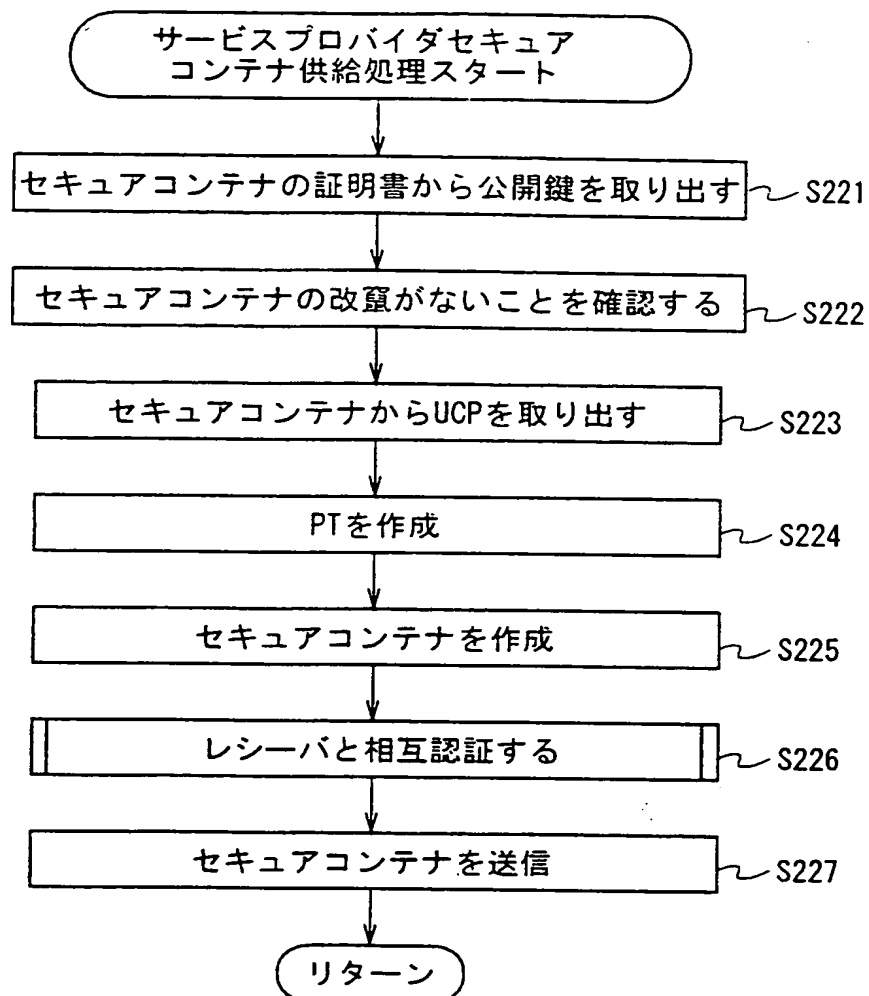 サービスプロバイダセキュア
コンテナ供給処理スタート
セキュアコンテナの証明書から公開鍵を取り出す
S221
セキュアコンテナの改竄がないことを確認する
S222
セキュアコンテナからUCPを取り出す
S223
PTを作成
S224
セキュアコンテナを作成
S225
レシーバと相互認証する
S226
セキュアコンテナを送信
S227
リターン